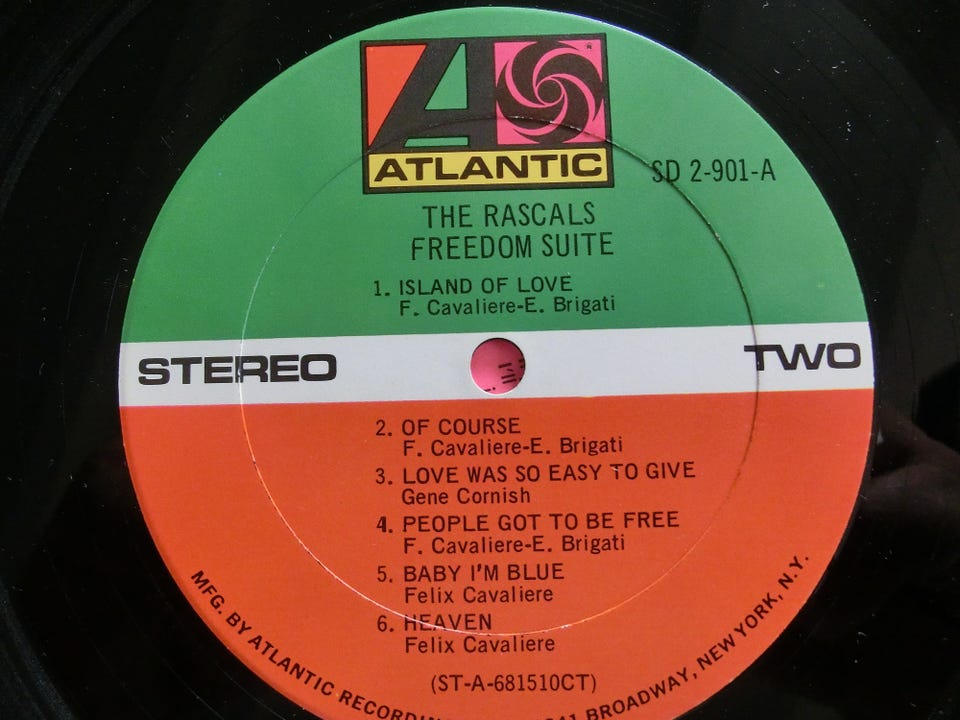 ATLANTIC
SD 2-901-A
THE RASCALS
FREEDOM SUITE
1. ISLAND OF LOVE
F. Cavaliere-E. Brigati
STEREO
TWO
2. OF COURSE
F. Cavaliere-E. Brigati
3. LOVE WAS SO EASY TO GIVE
Gene Cornish
4. PEOPLE GOT TO BE FREE
F. Cavaliere-E. Brigati
5. BABY I'M BLUE
Felix Cavaliere
6. HEAVEN
Felix Cavaliere
(ST-A-681510CT)
MFG. BY ATLANTIC BROADWAY, NEW YORK, N.Y.